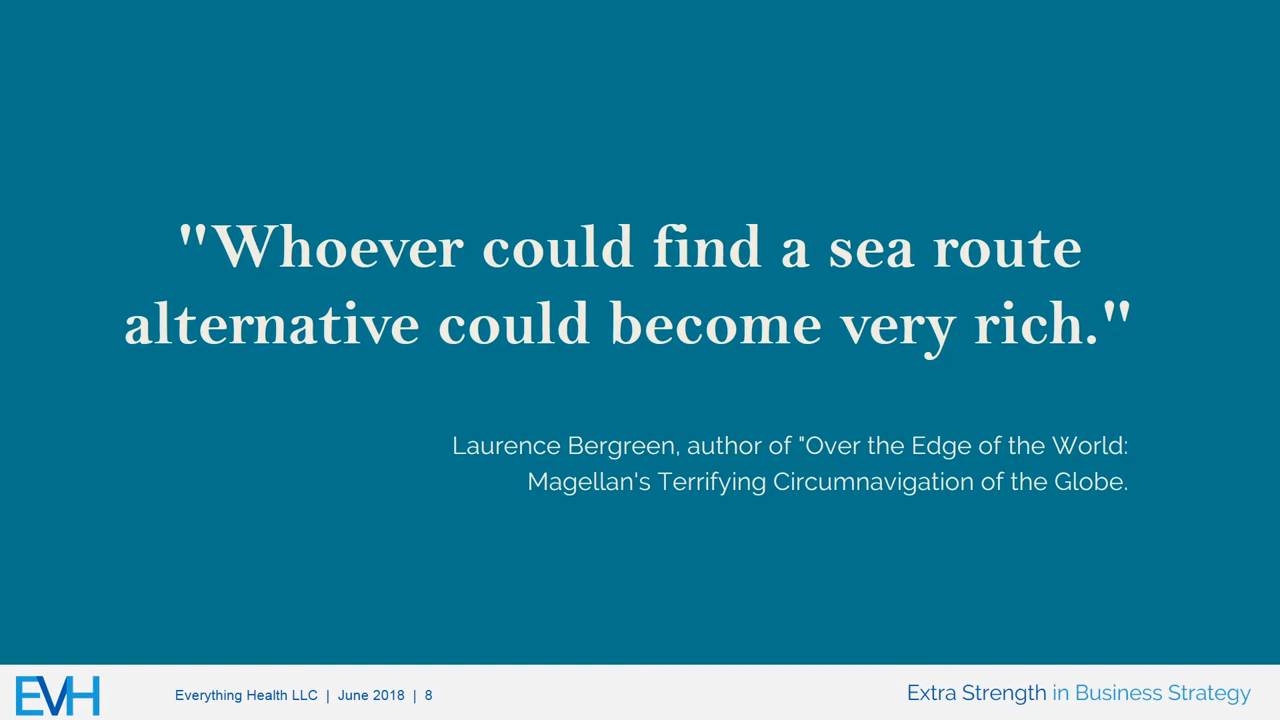 "Whoever could find a sea route
alternative could become very rich."
Laurence Bergreen, author of "Over the Edge of the World:
Magellan's Terrifying Circumnavigation of the Globe.
EVH
Everything Health LLC | June 2018 | 8
Extra Strength in Business Strategy